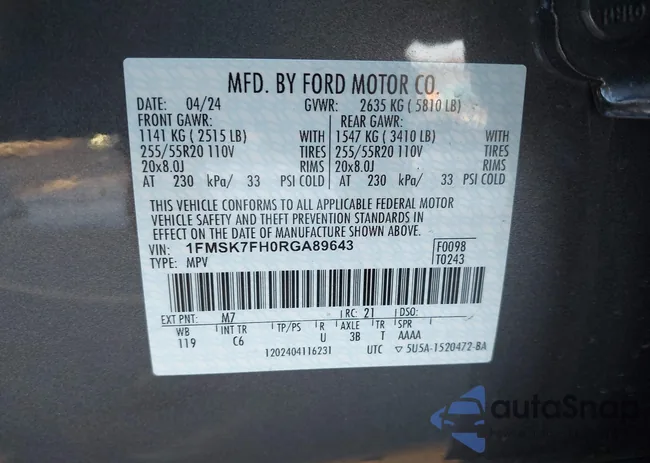 MFD. BY FORD MOTOR CO.
DATE: 04/24 GVWR: 2635 KG ( 5810 LB)
FRONT GAWR: REAR GAWR:
1141 KG ( 2515 LB) WITH 1547 KG ( 3410 LB) WITH
255/55R20 110V TIRES 255/55R20 110V TIRES
20x8.0J RIMS 20x8.0J RIMS
AT 230 kPa/ 33 PSI COLD AT 230 kPa/ 33 PSI COLD
THIS VEHICLE CONFORMS TO ALL APPLICABLE FEDERAL MOTOR
VEHICLE SAFETY AND THEFT PREVENTION STANDARDS IN
EFFECT ON THE DATE OF MANUFACTURE SHOWN ABOVE.
VIN: 1FMSK7FH0RGA89643 F0098
TYPE: MPV T0243
EXT PNT: M7 RC: 21 DSO:
WB INT TR TP/PS R AXLE TR SPR
119 C6 U 3B T AAAA
1202404116231 UTC ▽ 5U5A-1520472-BA
autoSnap